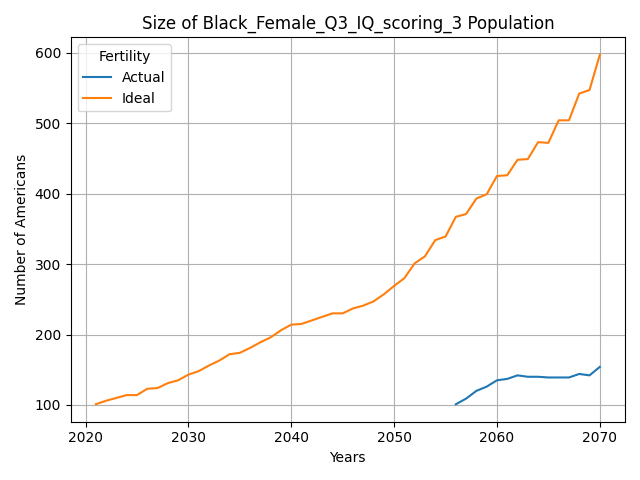 Size of Black_Female_Q3_IQ_scoring_3 Population
Fertility
Actual
Ideal
Number of Americans
600
500
400
300
200
100
2020 2030 2040 2050 2060 2070
Years